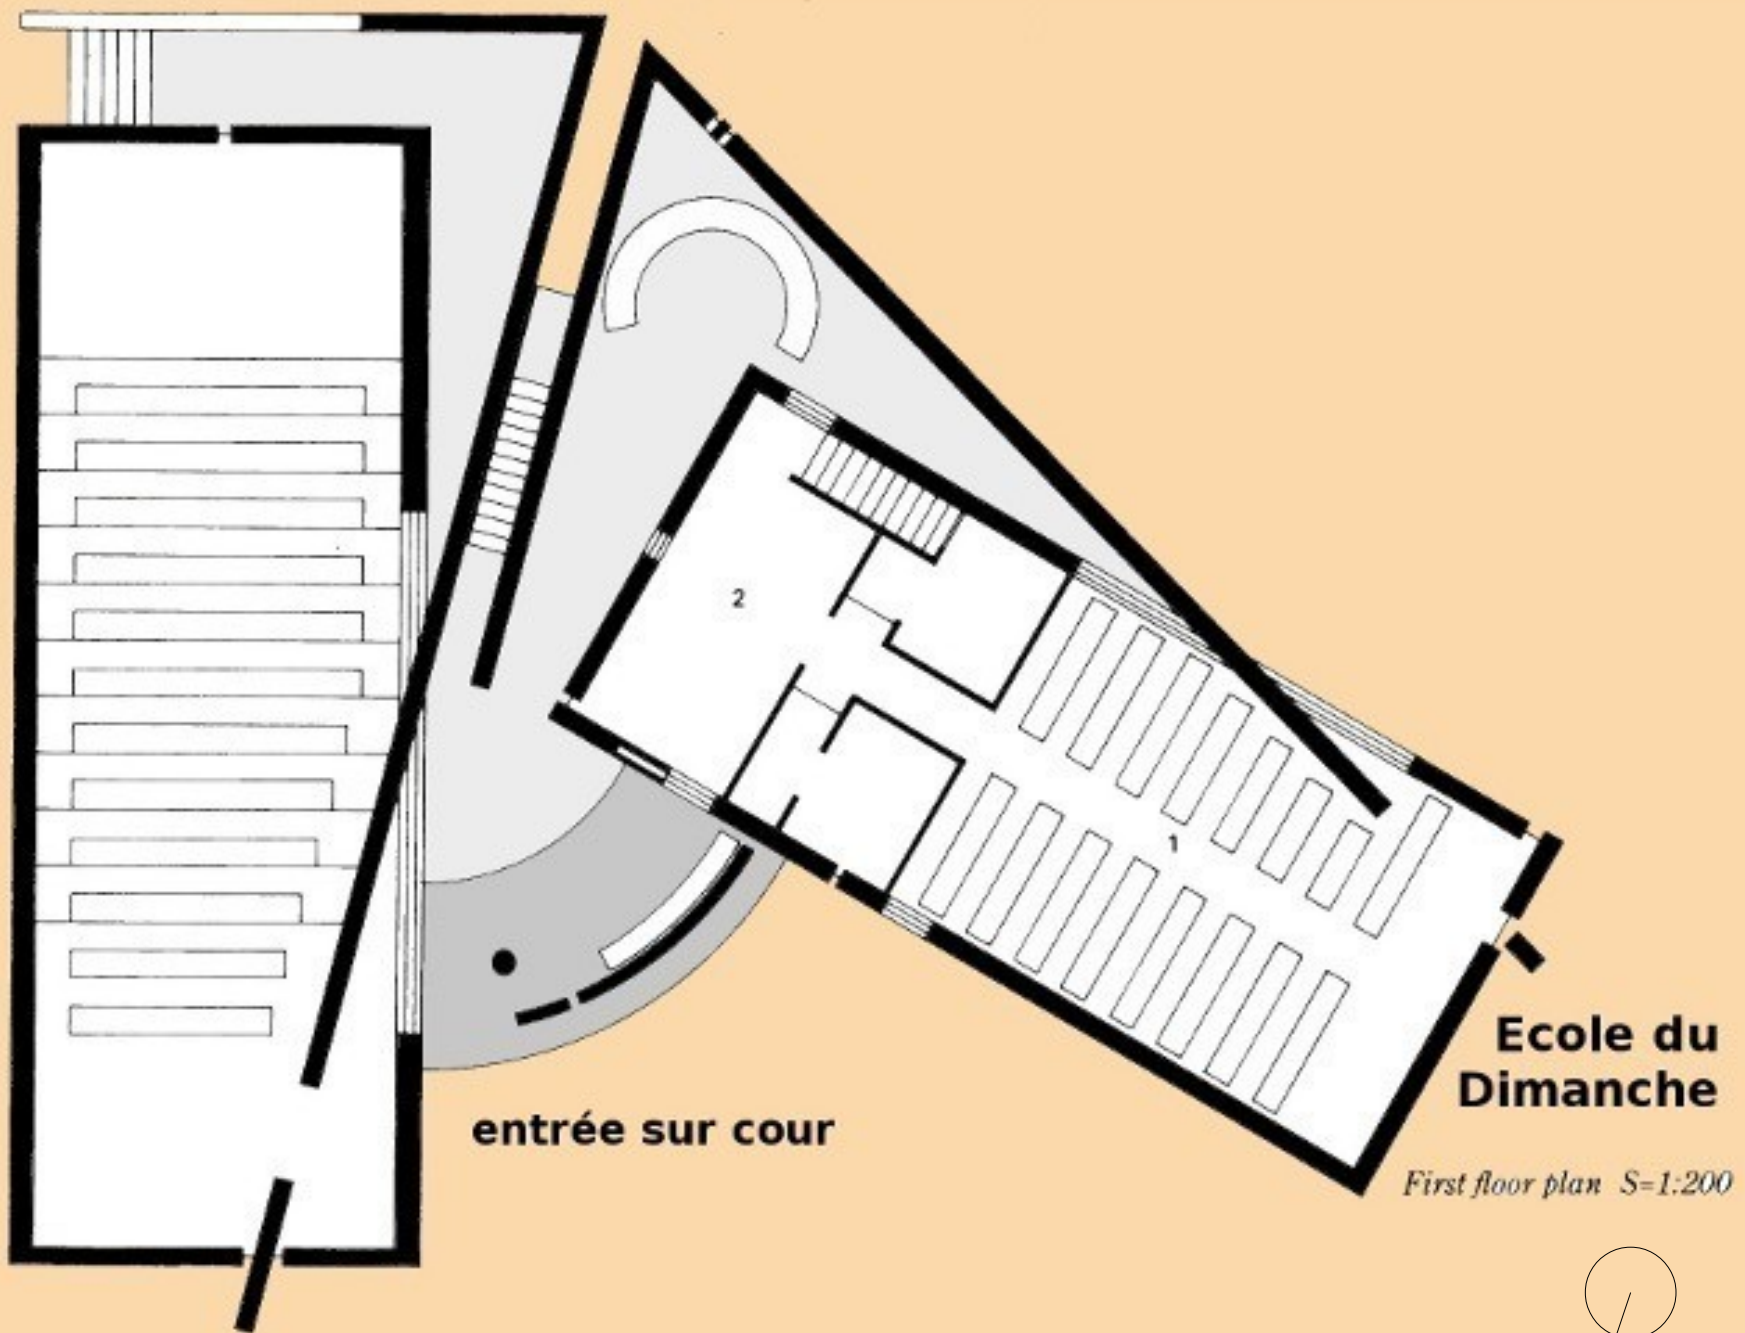 2
1
Ecole du
Dimanche
entrée sur cour
First floor plan S=1:200